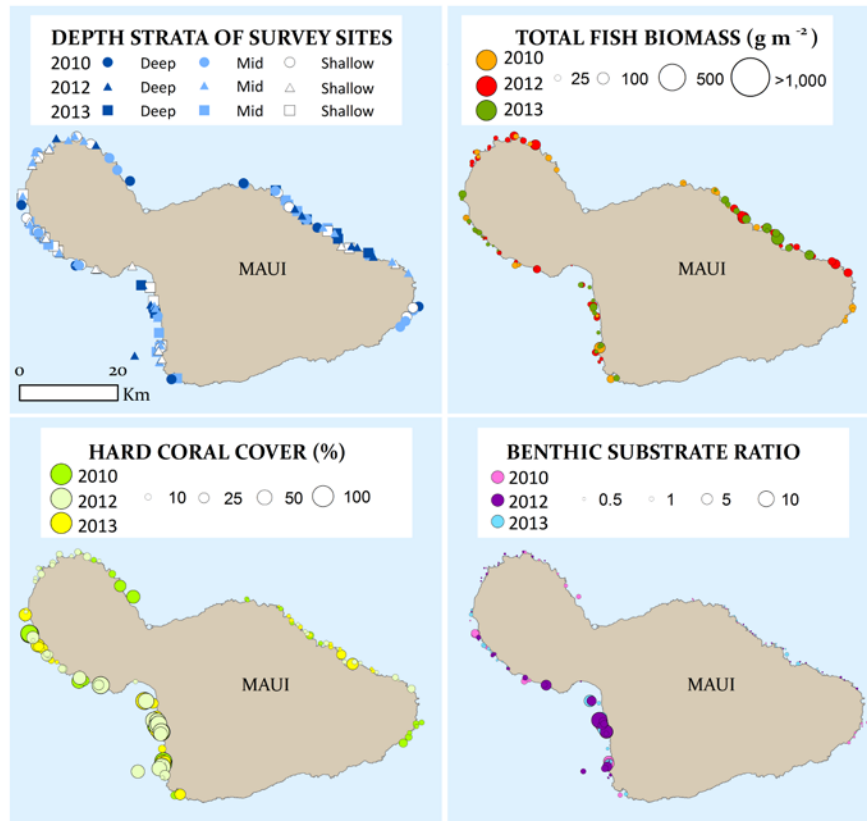 DEPTH STRATA OF SURVEY SITES
2010 Deep Mid Shallow
2012 Deep Mid Shallow
2013 Deep Mid Shallow
MAUI
0 20
Km
TOTAL FISH BIOMASS (g m ⁻²)
2010
2012
2013
25 100 500 >1,000
MAUI
HARD CORAL COVER (%)
2010
2012
2013
10 25 50 100
MAUI
BENTHIC SUBSTRATE RATIO
2010
2012
2013
0.5 1 5 10
MAUI